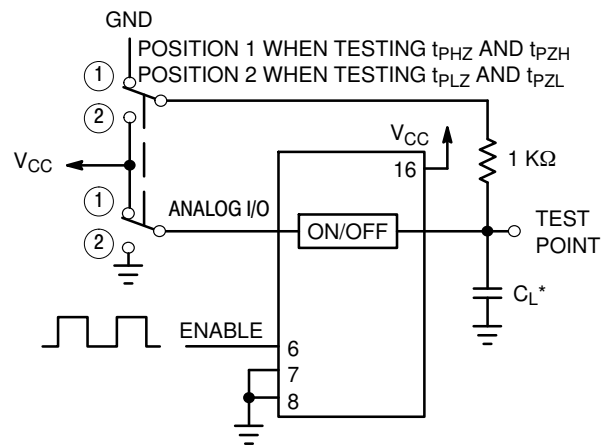 GND
POSITION 1 WHEN TESTING tPHZ AND tPZH
POSITION 2 WHEN TESTING tPLZ AND tPZL
1
2
VCC
VCC
16
1 KΩ
1
ANALOG I/O
ON/OFF
TEST
POINT
2
CL*
ENABLE
6
7
8